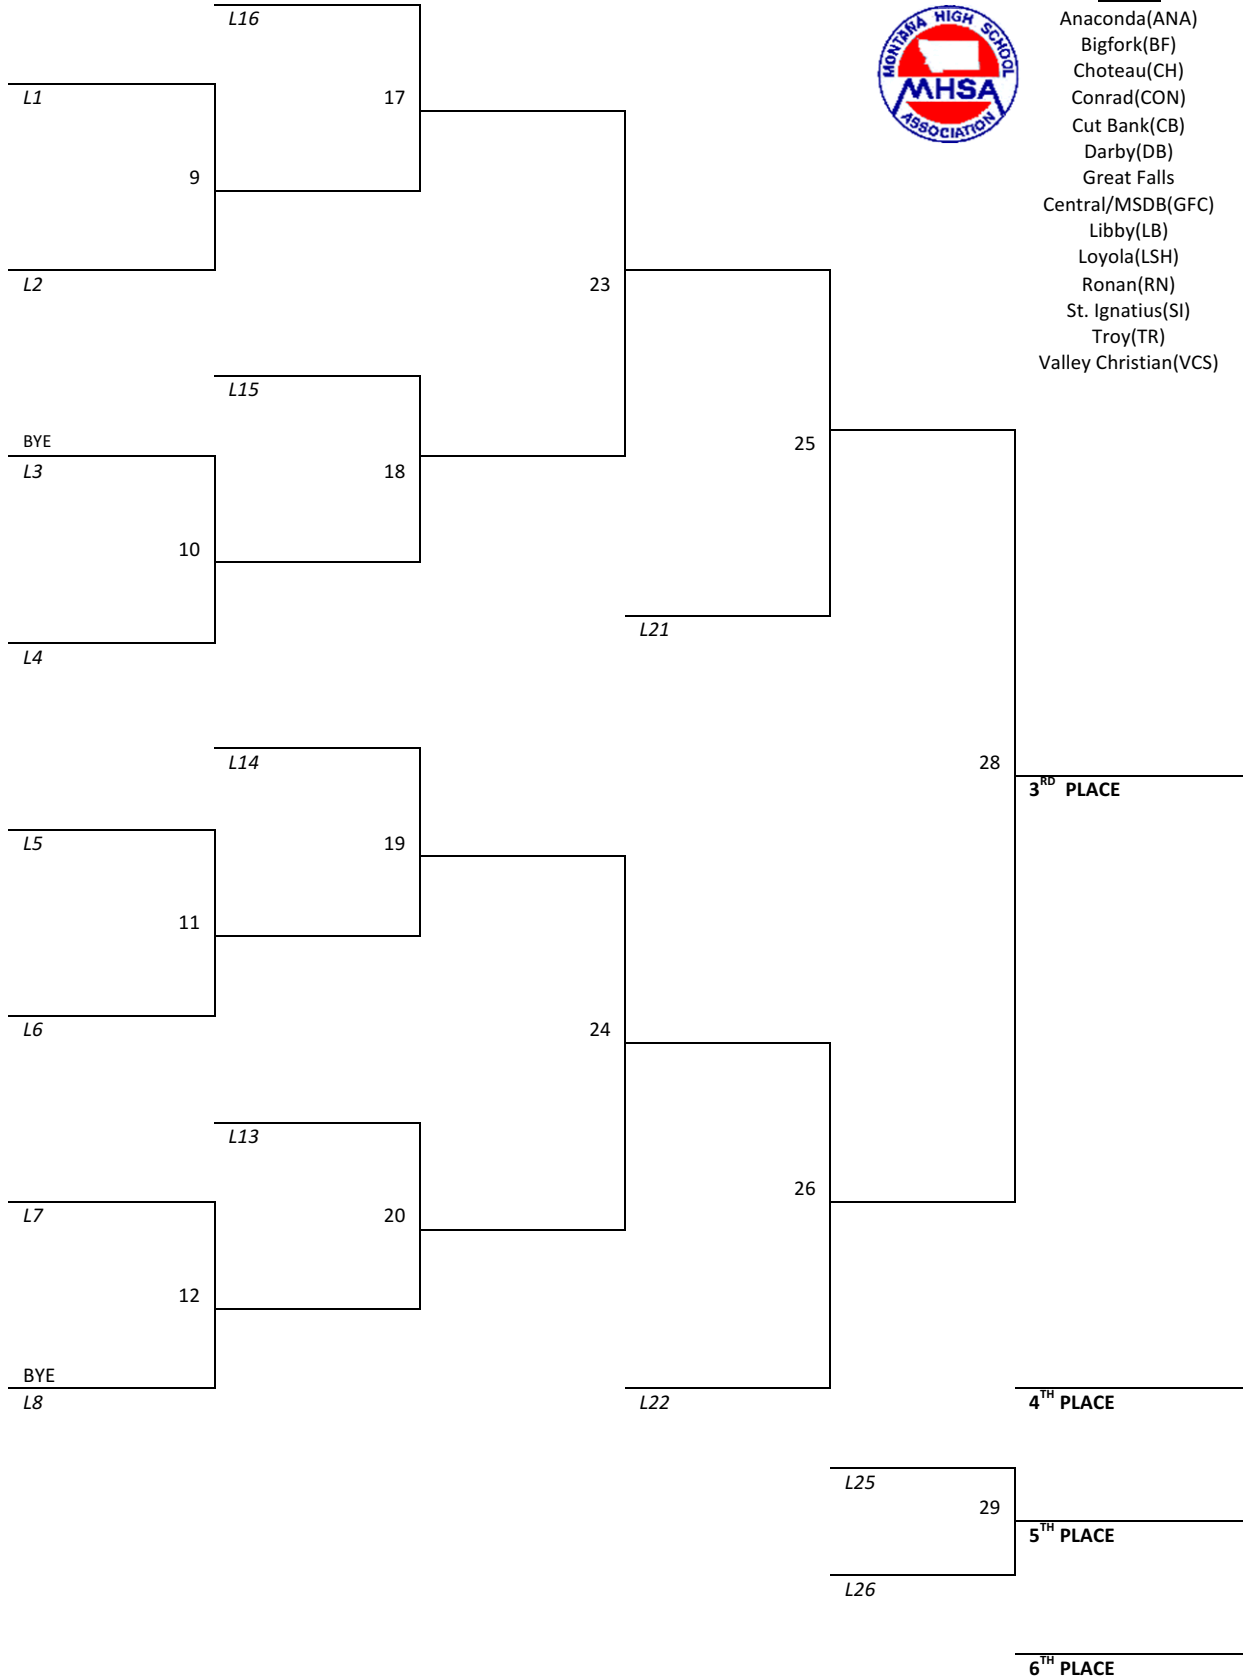 L16
MONTANA HIGH SCHOOL
MHSA
ASSOCIATION
Anaconda(ANA)
Bigfork(BF)
Choteau(CH)
Conrad(CON)
Cut Bank(CB)
Darby(DB)
Great Falls
Central/MSDB(GFC)
Libby(LB)
Loyola(LSH)
Ronan(RN)
St. Ignatius(SI)
Troy(TR)
Valley Christian(VCS)
L1
17
9
L2
23
L15
BYE
L3
18
25
10
L4
L21
L14
28
3RD PLACE
L5
19
11
L6
24
L13
L7
20
26
12
BYE
L8
L22
4TH PLACE
L25
29
5TH PLACE
L26
6TH PLACE